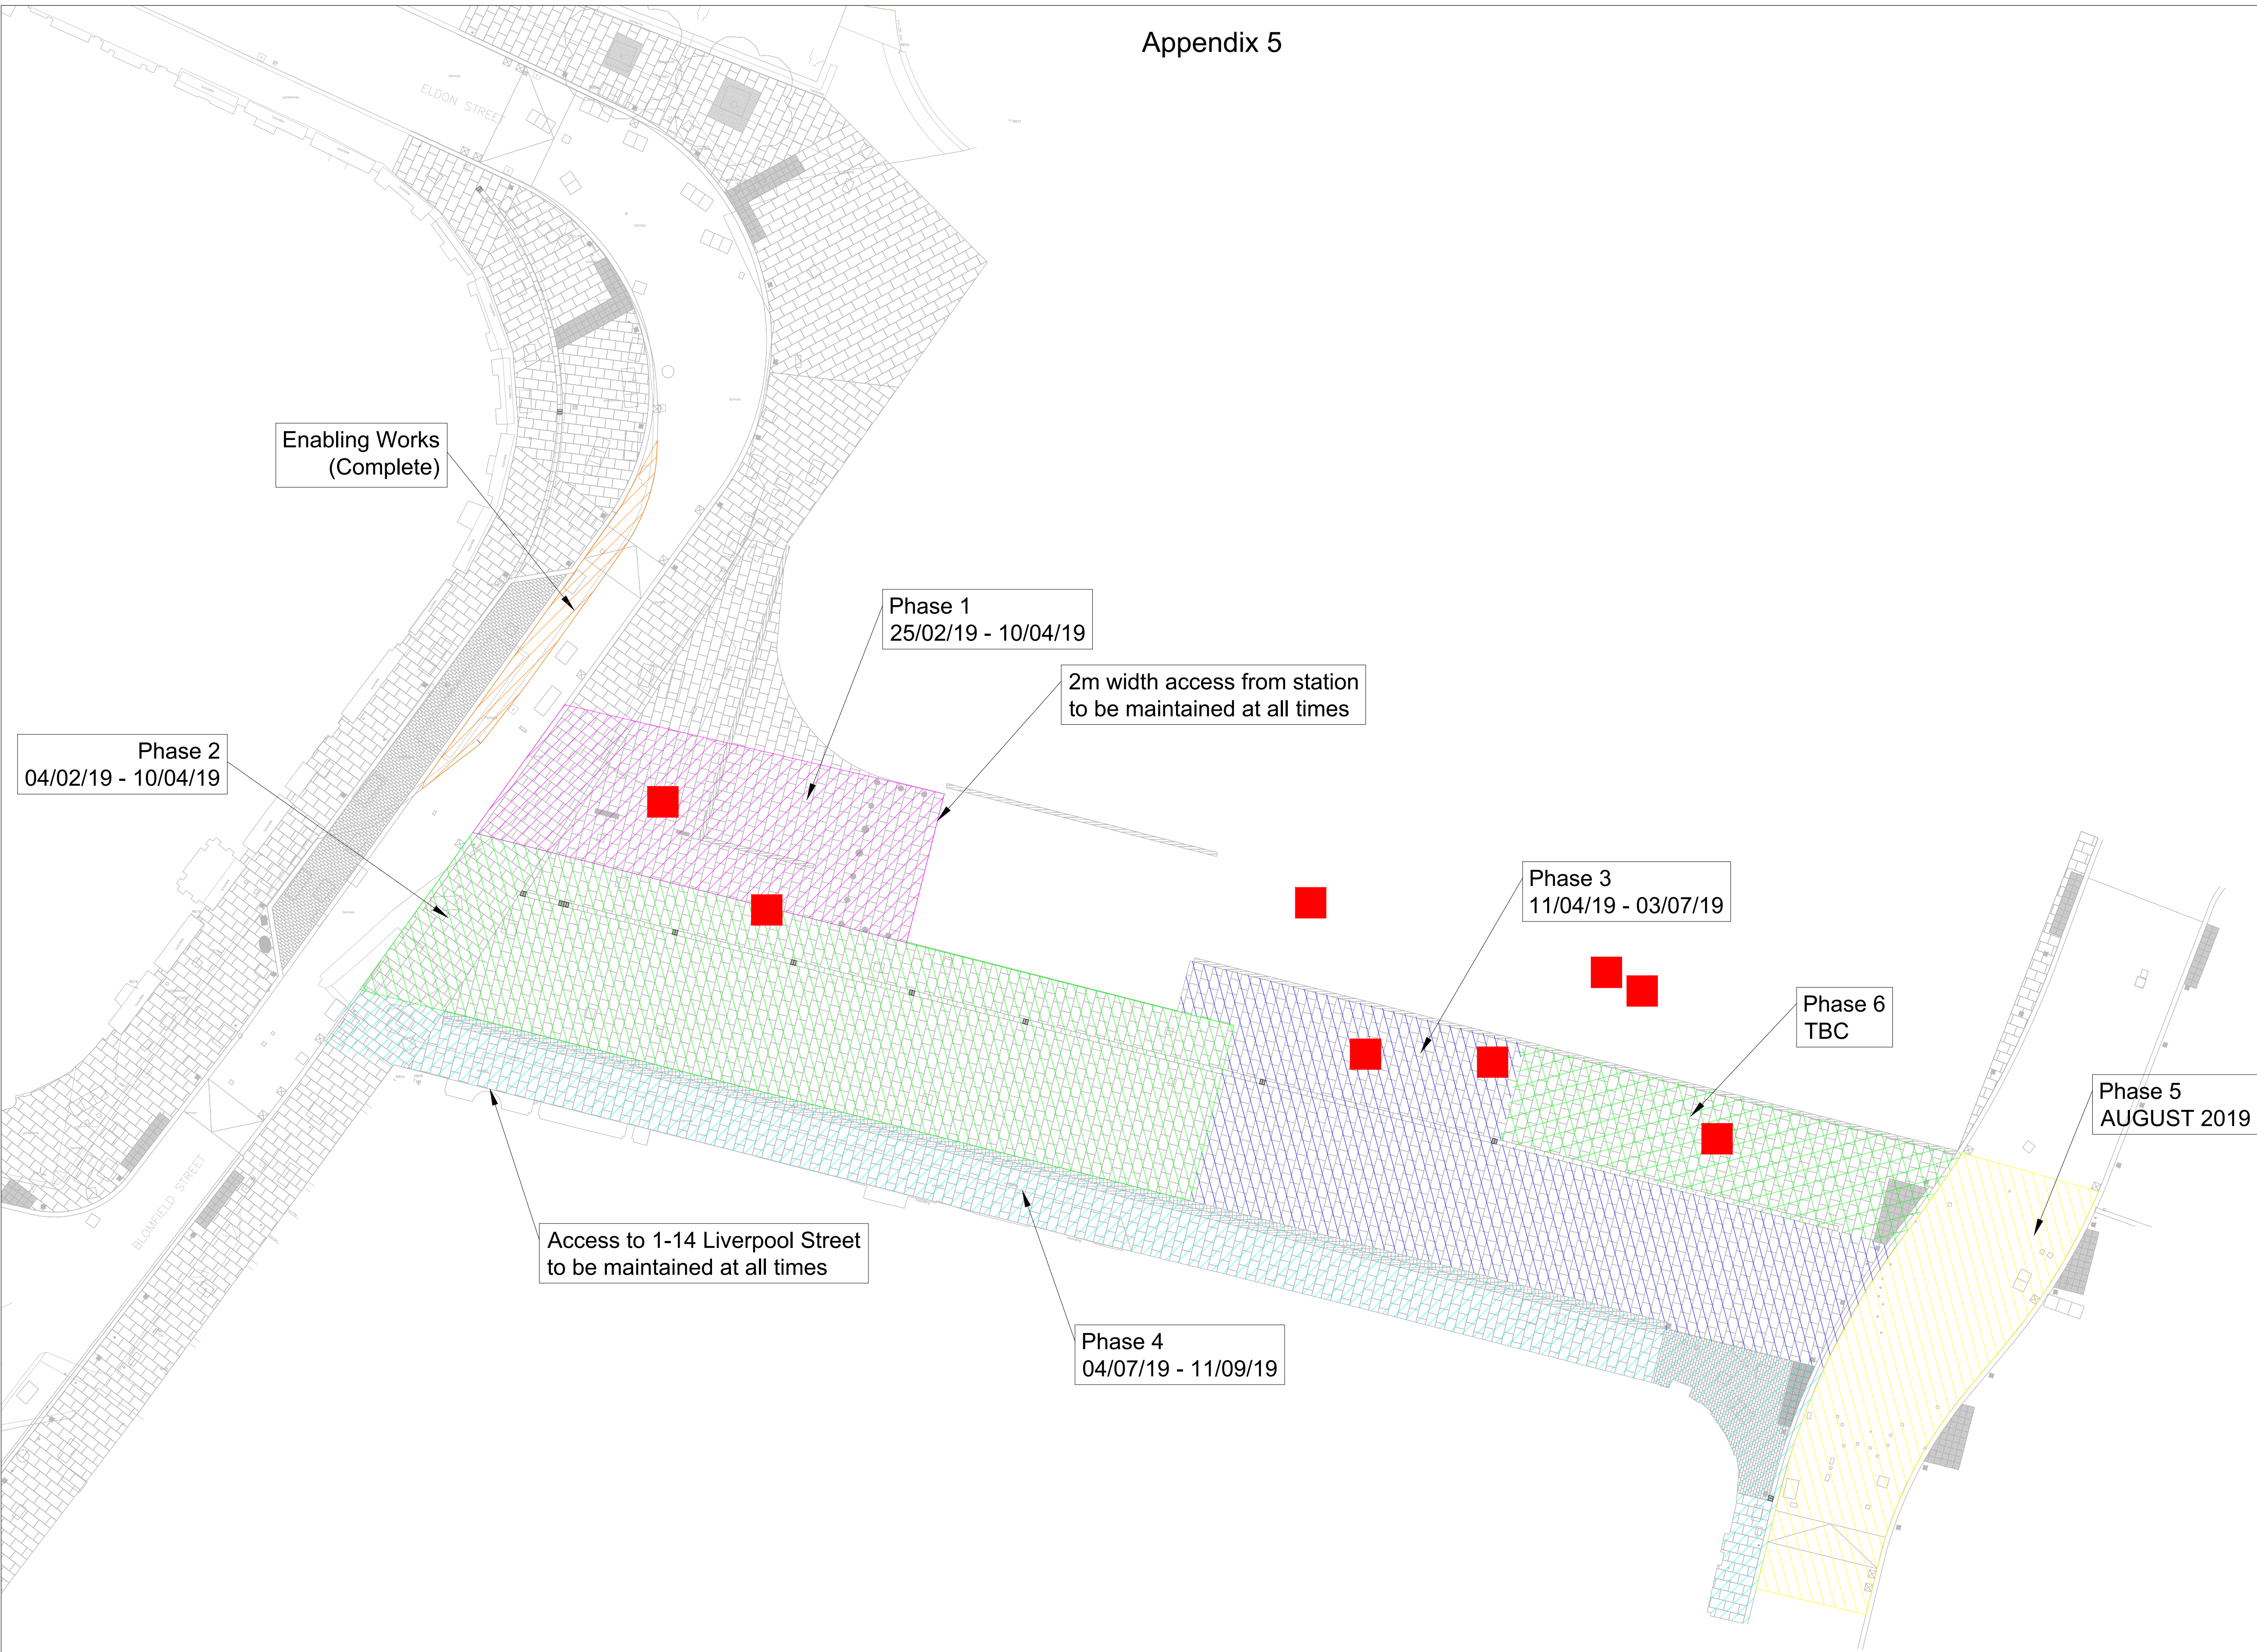 Appendix 5
ELDON STREET
Enabling Works
(Complete)
Phase 1
25/02/19 - 10/04/19
2m width access from station
to be maintained at all times
Phase 2
04/02/19 - 10/04/19
Phase 3
11/04/19 - 03/07/19
Phase 6
TBC
Phase 5
AUGUST 2019
BLOMFIELD STREET
Access to 1-14 Liverpool Street
to be maintained at all times
Phase 4
04/07/19 - 11/09/19